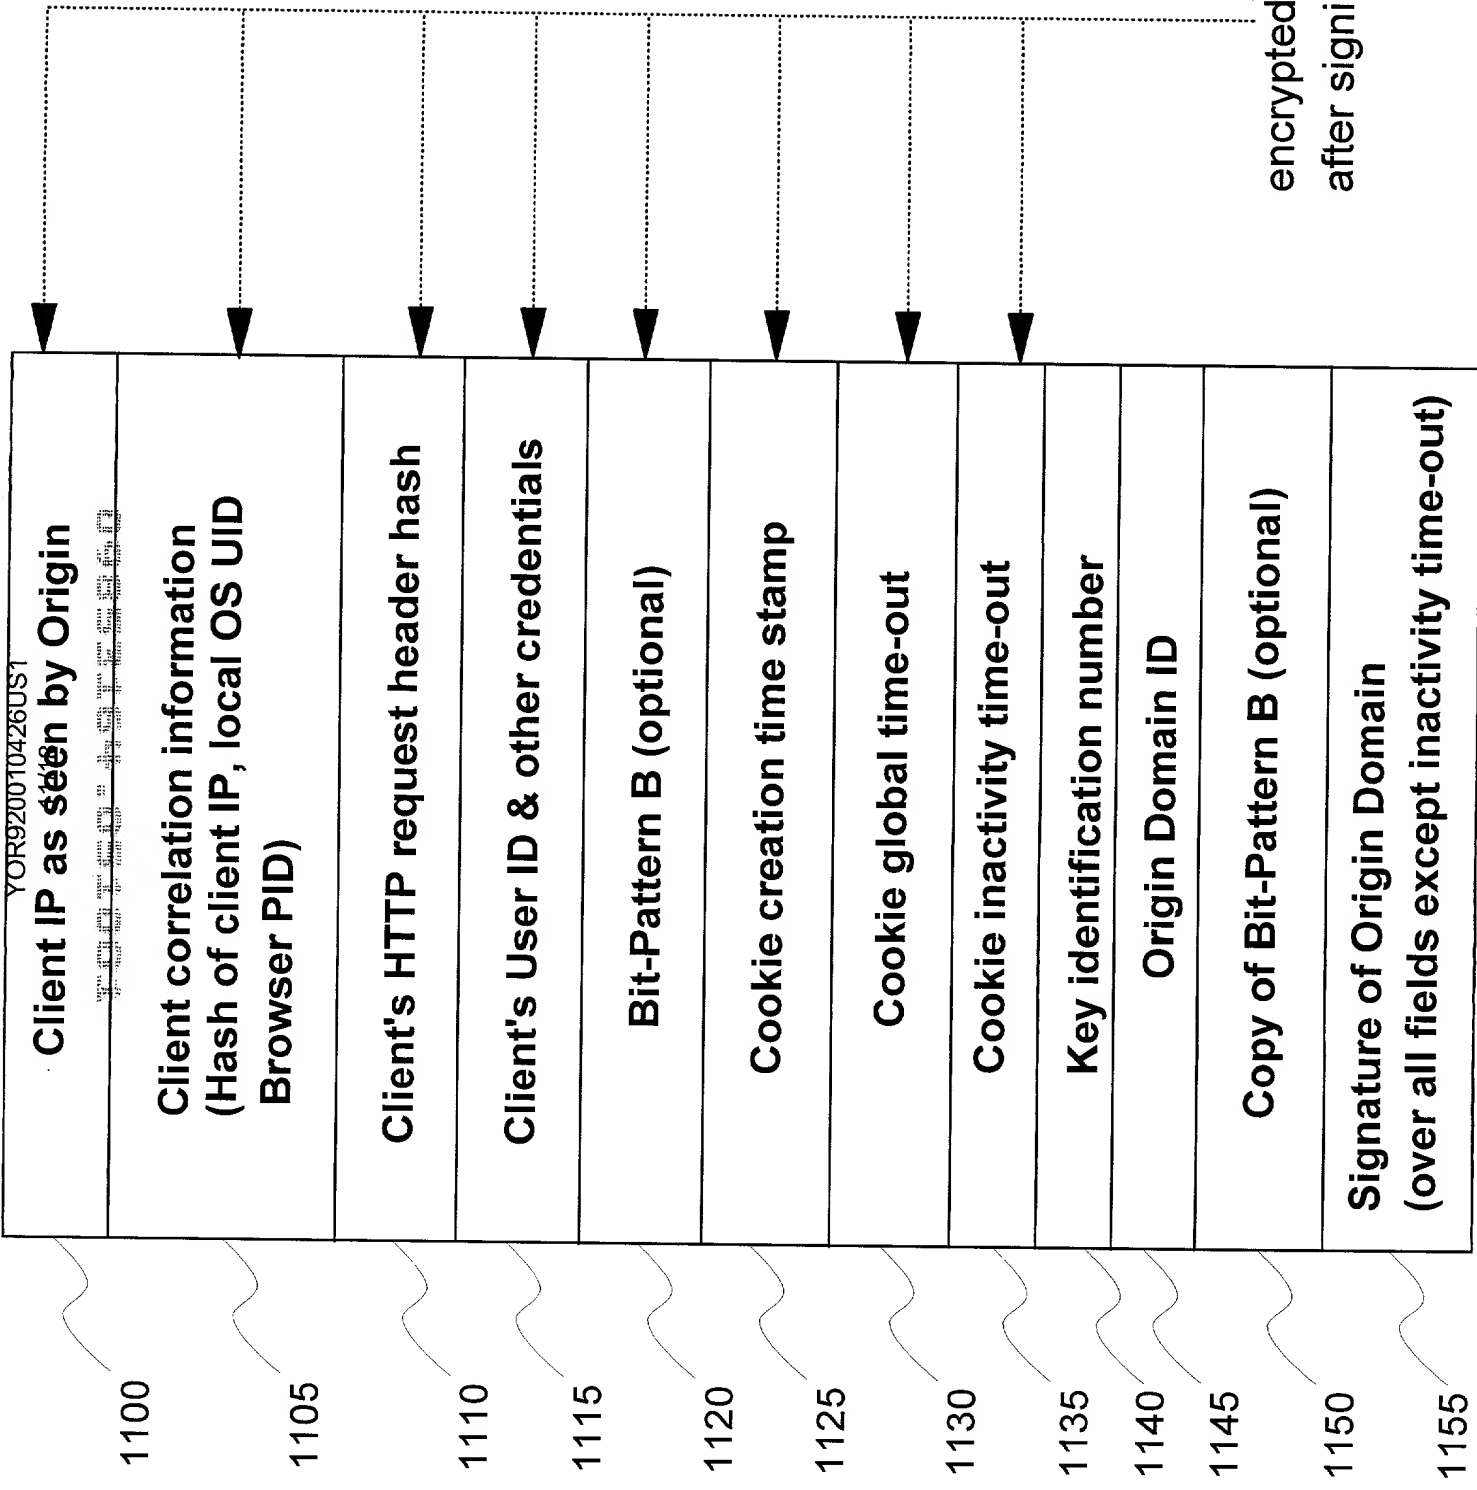 YOR920010426US1
11/18
Client IP as seen by Origin
Client correlation information
(Hash of client IP, local OS UID
Browser PID)
Client's HTTP request header hash
Client's User ID & other credentials
Bit-Pattern B (optional)
Cookie creation time stamp
Cookie global time-out
Cookie inactivity time-out
Key identification number
Origin Domain ID
Copy of Bit-Pattern B (optional)
Signature of Origin Domain
(over all fields except inactivity time-out)
1100
1105
1110
1115
1120
1125
1130
1135
1140
1145
1150
1155
encrypted
after signi